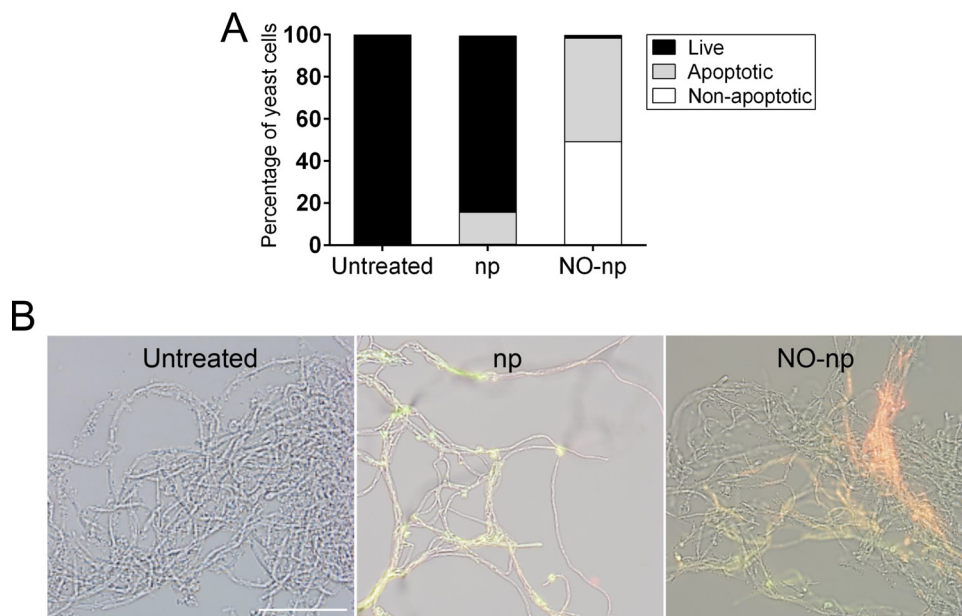 A
Percentage of yeast cells
100
80
60
40
20
0
Untreated
np
NO-np
Live
Apoptotic
Non-apoptotic
B
Untreated
np
NO-np